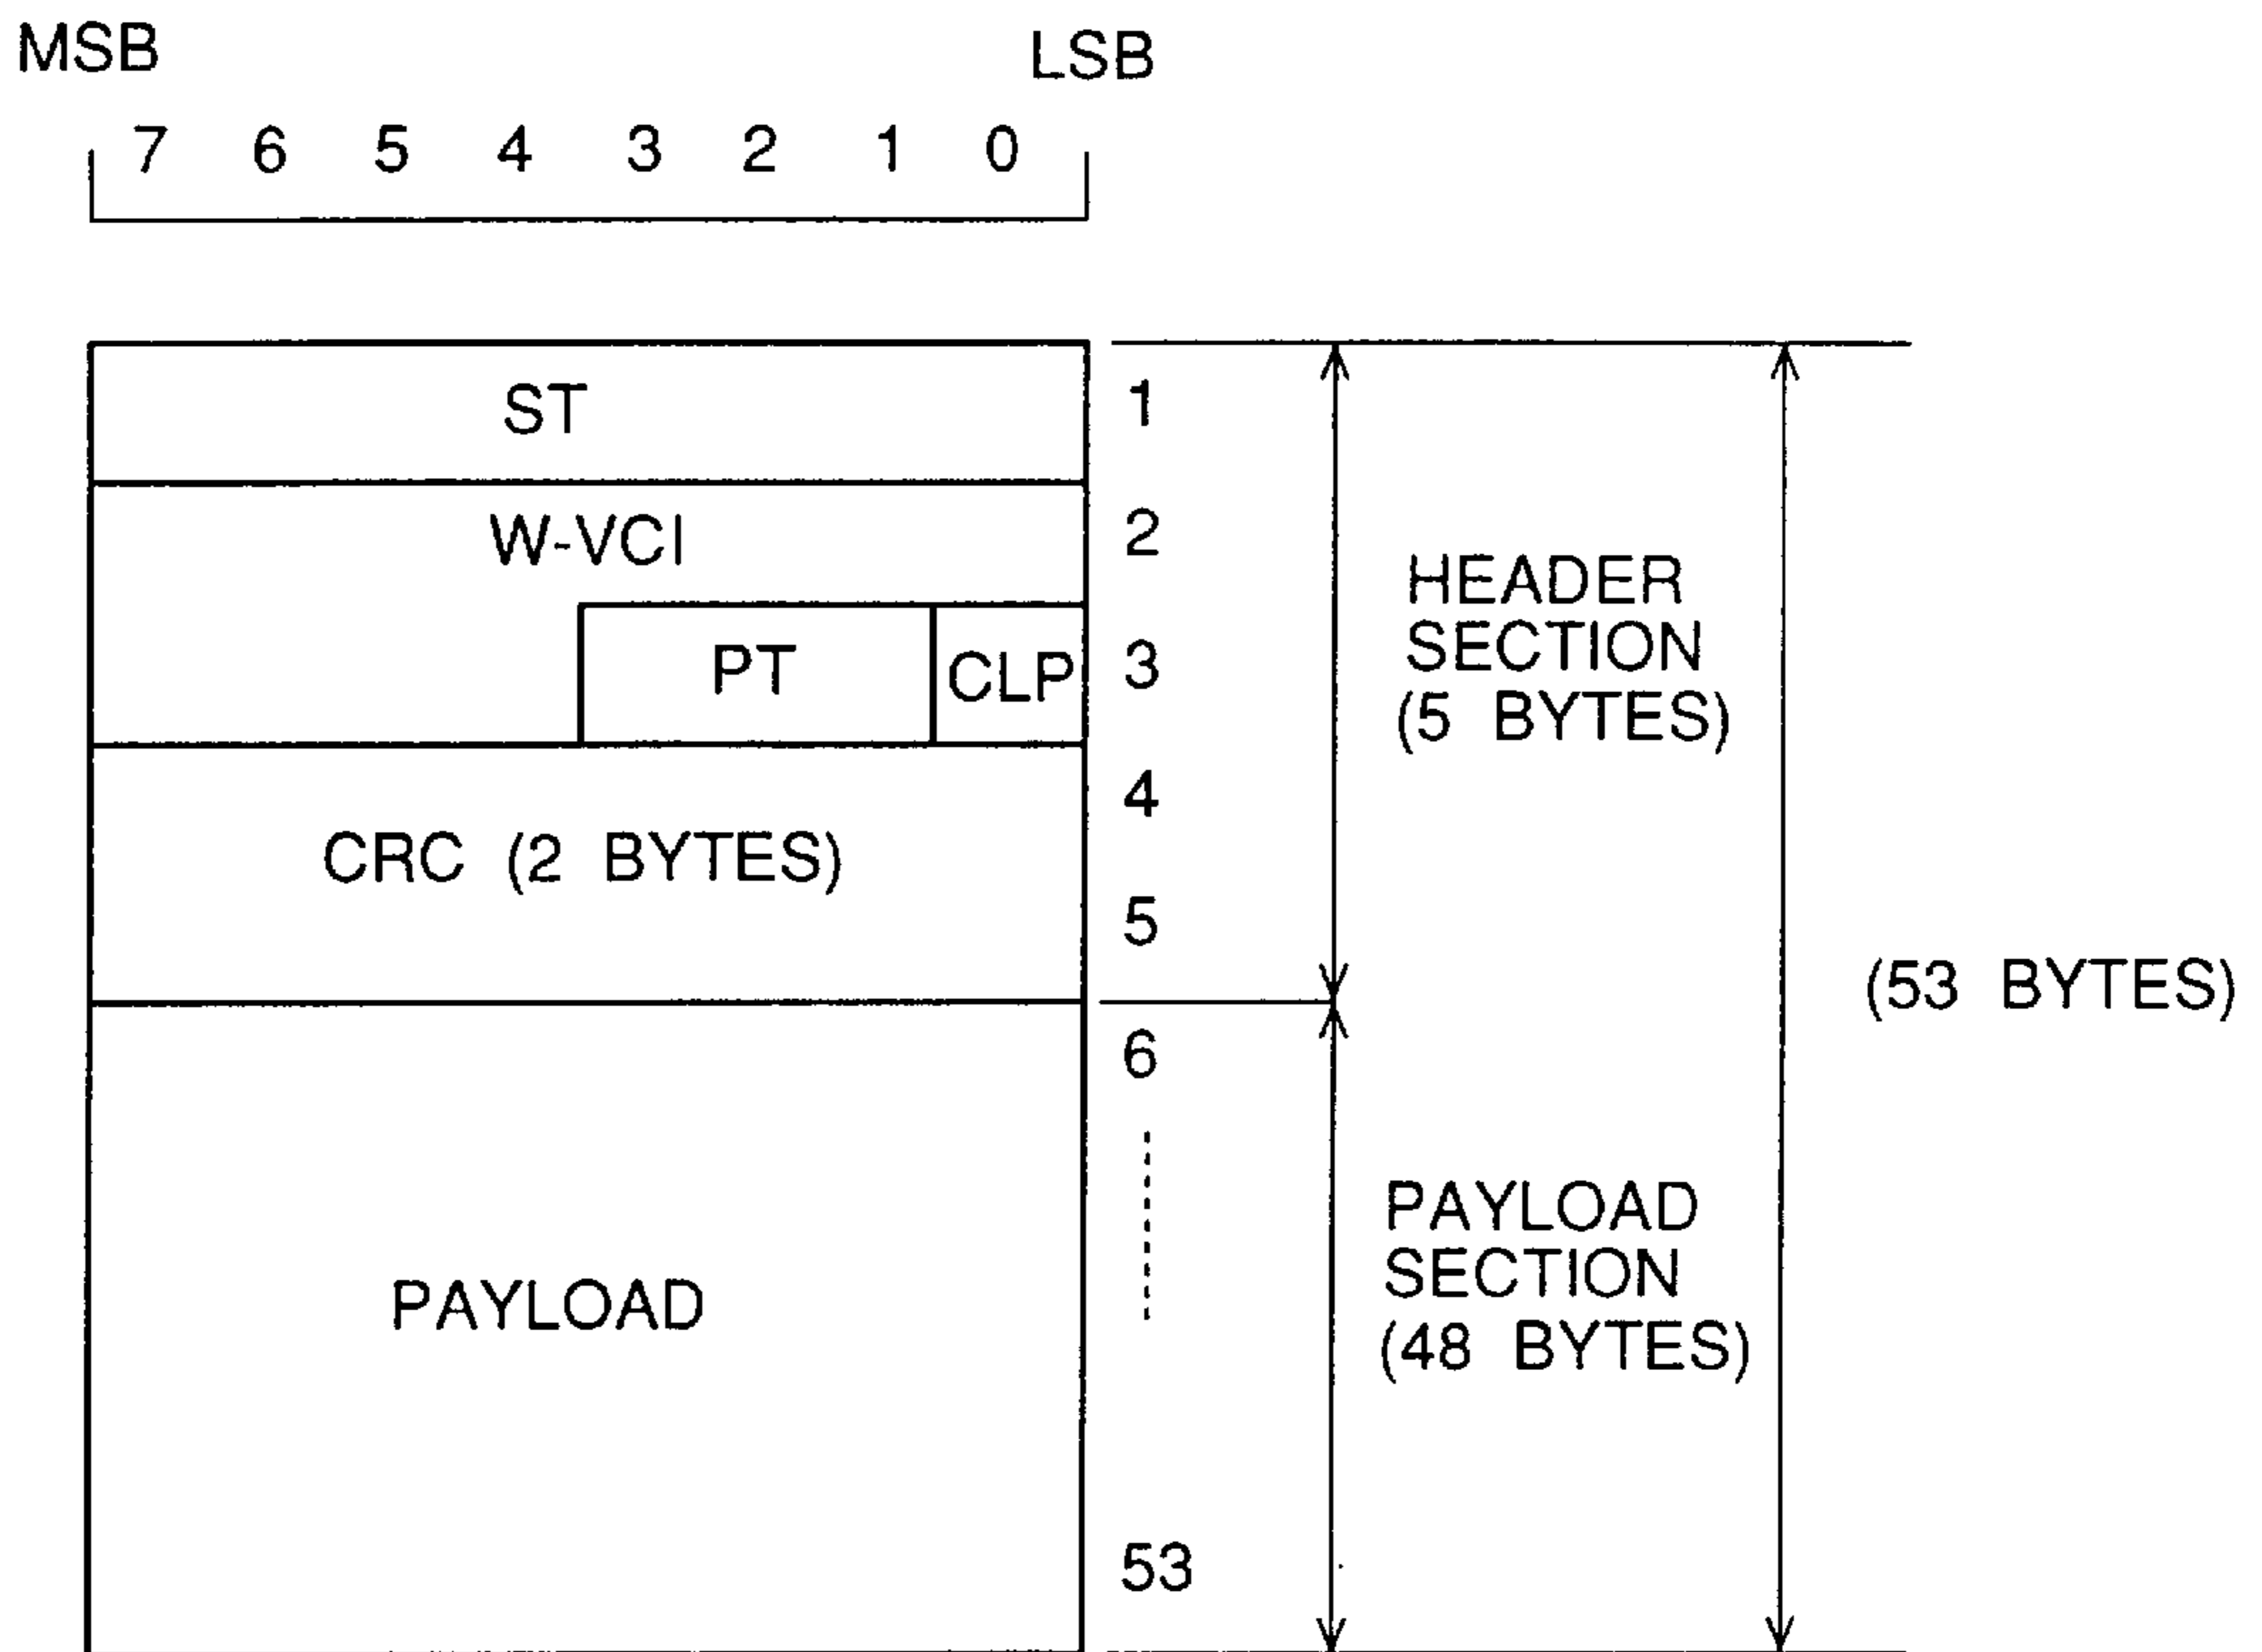 MSB
LSB
7 6 5 4 3 2 1 0
ST
1
W-VCI
2
PT
CLP
3
HEADER
SECTION
(5 BYTES)
4
CRC (2 BYTES)
5
(53 BYTES)
6
PAYLOAD
PAYLOAD
SECTION
(48 BYTES)
53